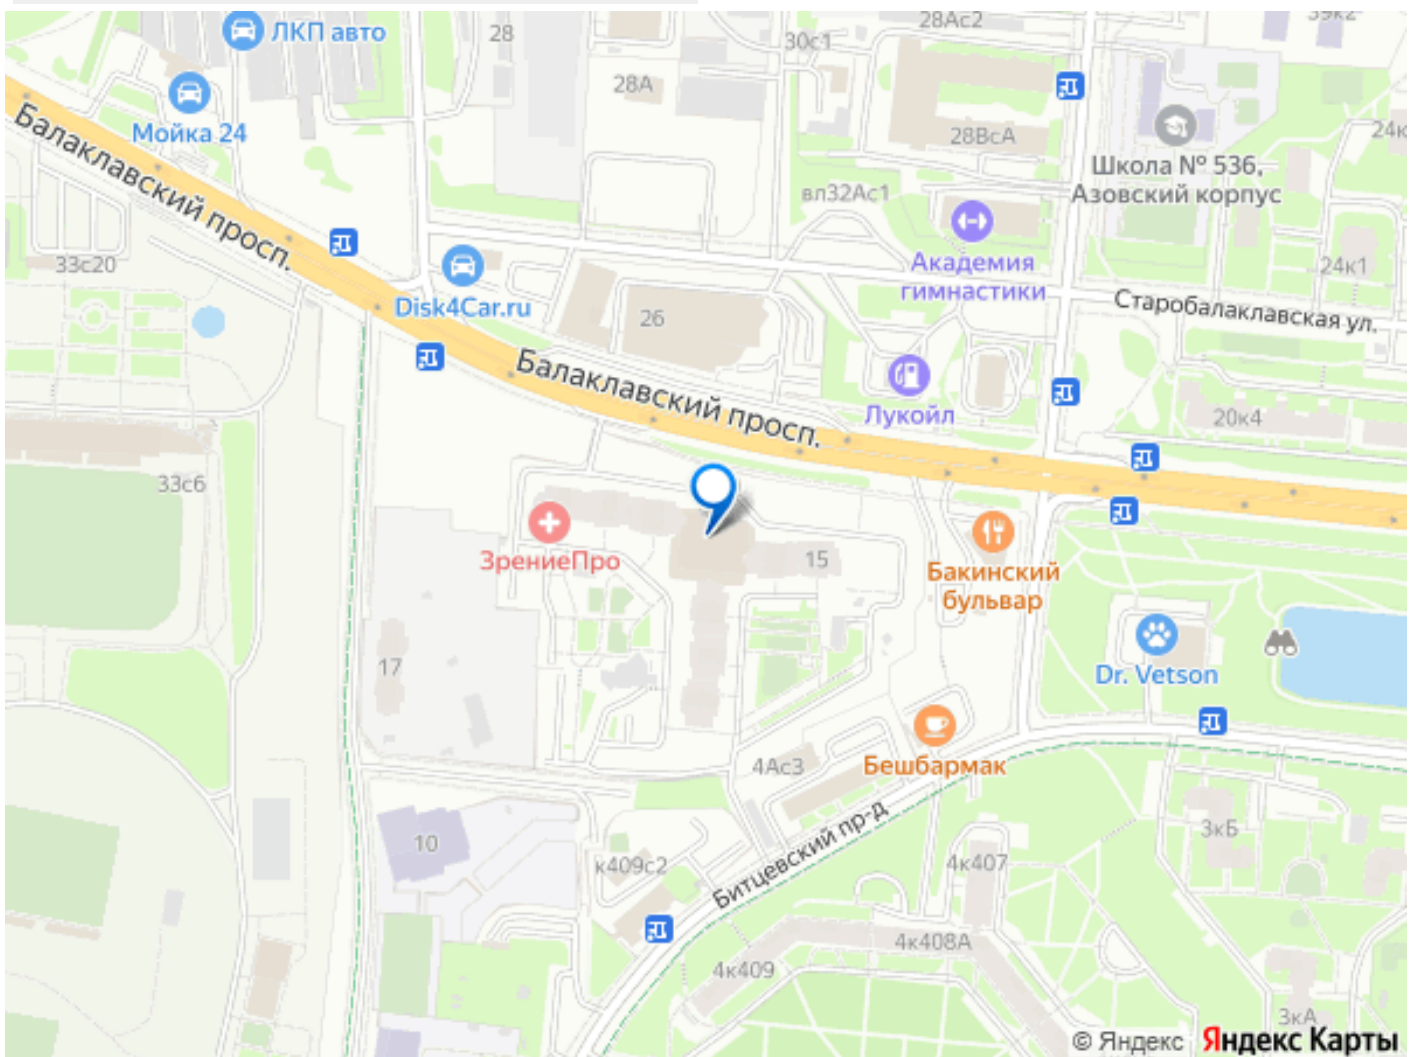 ЛКП авто
28
30с1
28Ас2
39к2
28А
Мойка 24
28ВсА
24к
Школа № 536,
Азовский корпус
Балаклавский просп.
вл32Ас1
33с20
Академия
гимнастики
24к1
Disk4Car.ru
26
Старобалаклавская ул.
Балаклавский просп.
Лукойл
20к4
33с6
ЗрениеПро
15
Бакинский
бульвар
17
Dr. Vetson
4Ас3
Бешбармак
10
к409с2
Битцевский пр-д
3кБ
4к407
4к408А
4к409
3кА
© Яндекс Яндекс Карты